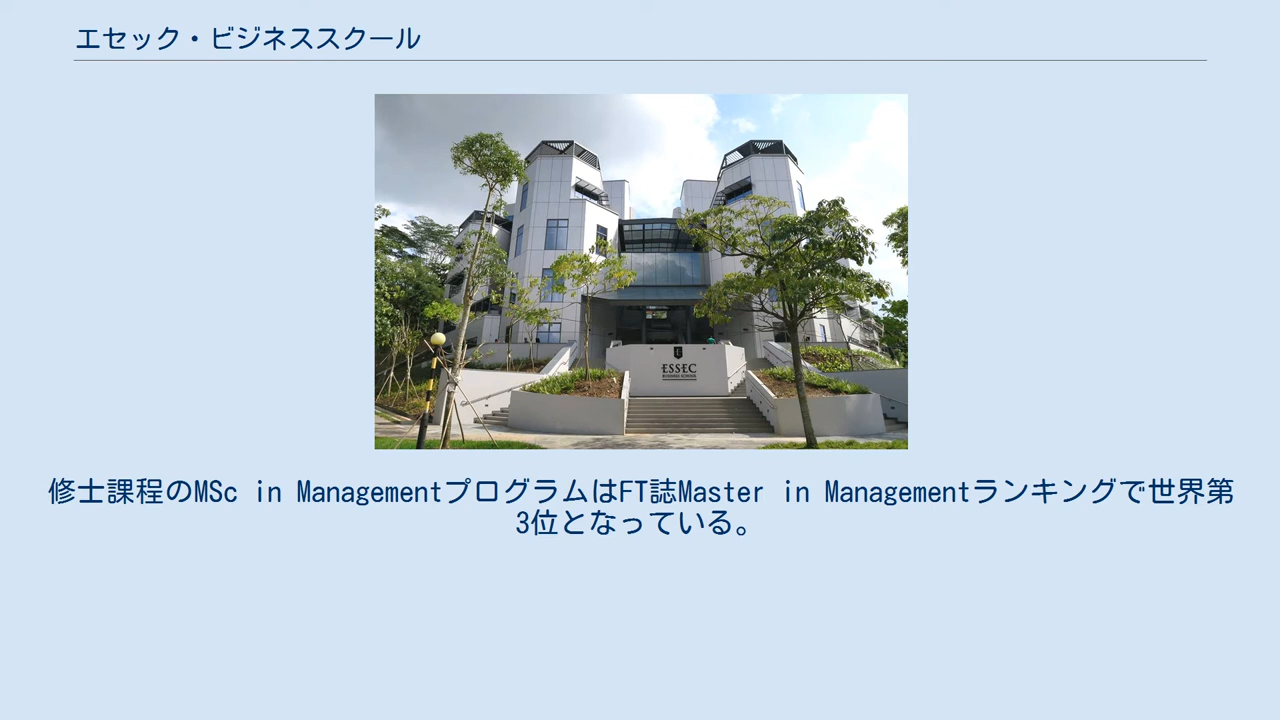 エセック・ビジネススクール
ESSEC
BUSINESS SCHOOL
修士課程のMSc in ManagementプログラムはFT誌Master in Managementランキングで世界第
3位となっている。